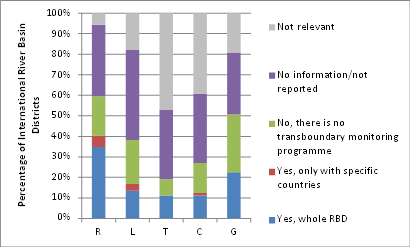 Percentage of International River Basin
Districts
100%
90%
80%
70%
60%
50%
40%
30%
20%
10%
0%
R L T C G
Not relevant
No information/not
reported
No, there is no
transboundary monitoring
programme
Yes, only with specific
countries
Yes, whole RBD